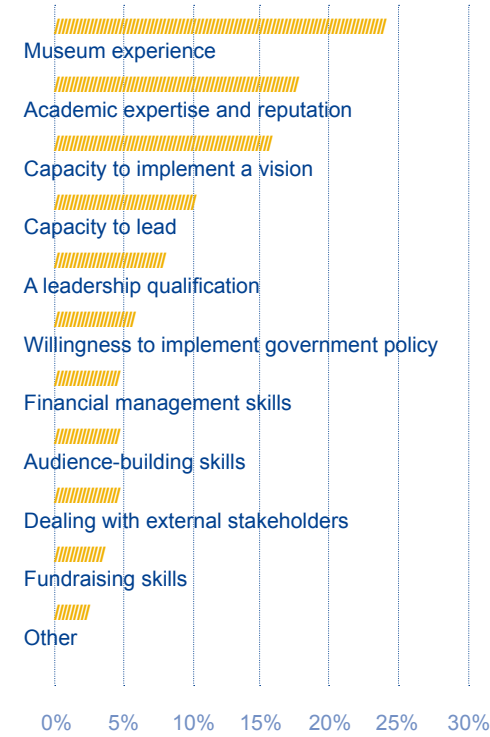 Museum experience
Academic expertise and reputation
Capacity to implement a vision
Capacity to lead
A leadership qualification
Willingness to implement government policy
Financial management skills
Audience-building skills
Dealing with external stakeholders
Fundraising skills
Other
0% 5% 10% 15% 20% 25% 30%